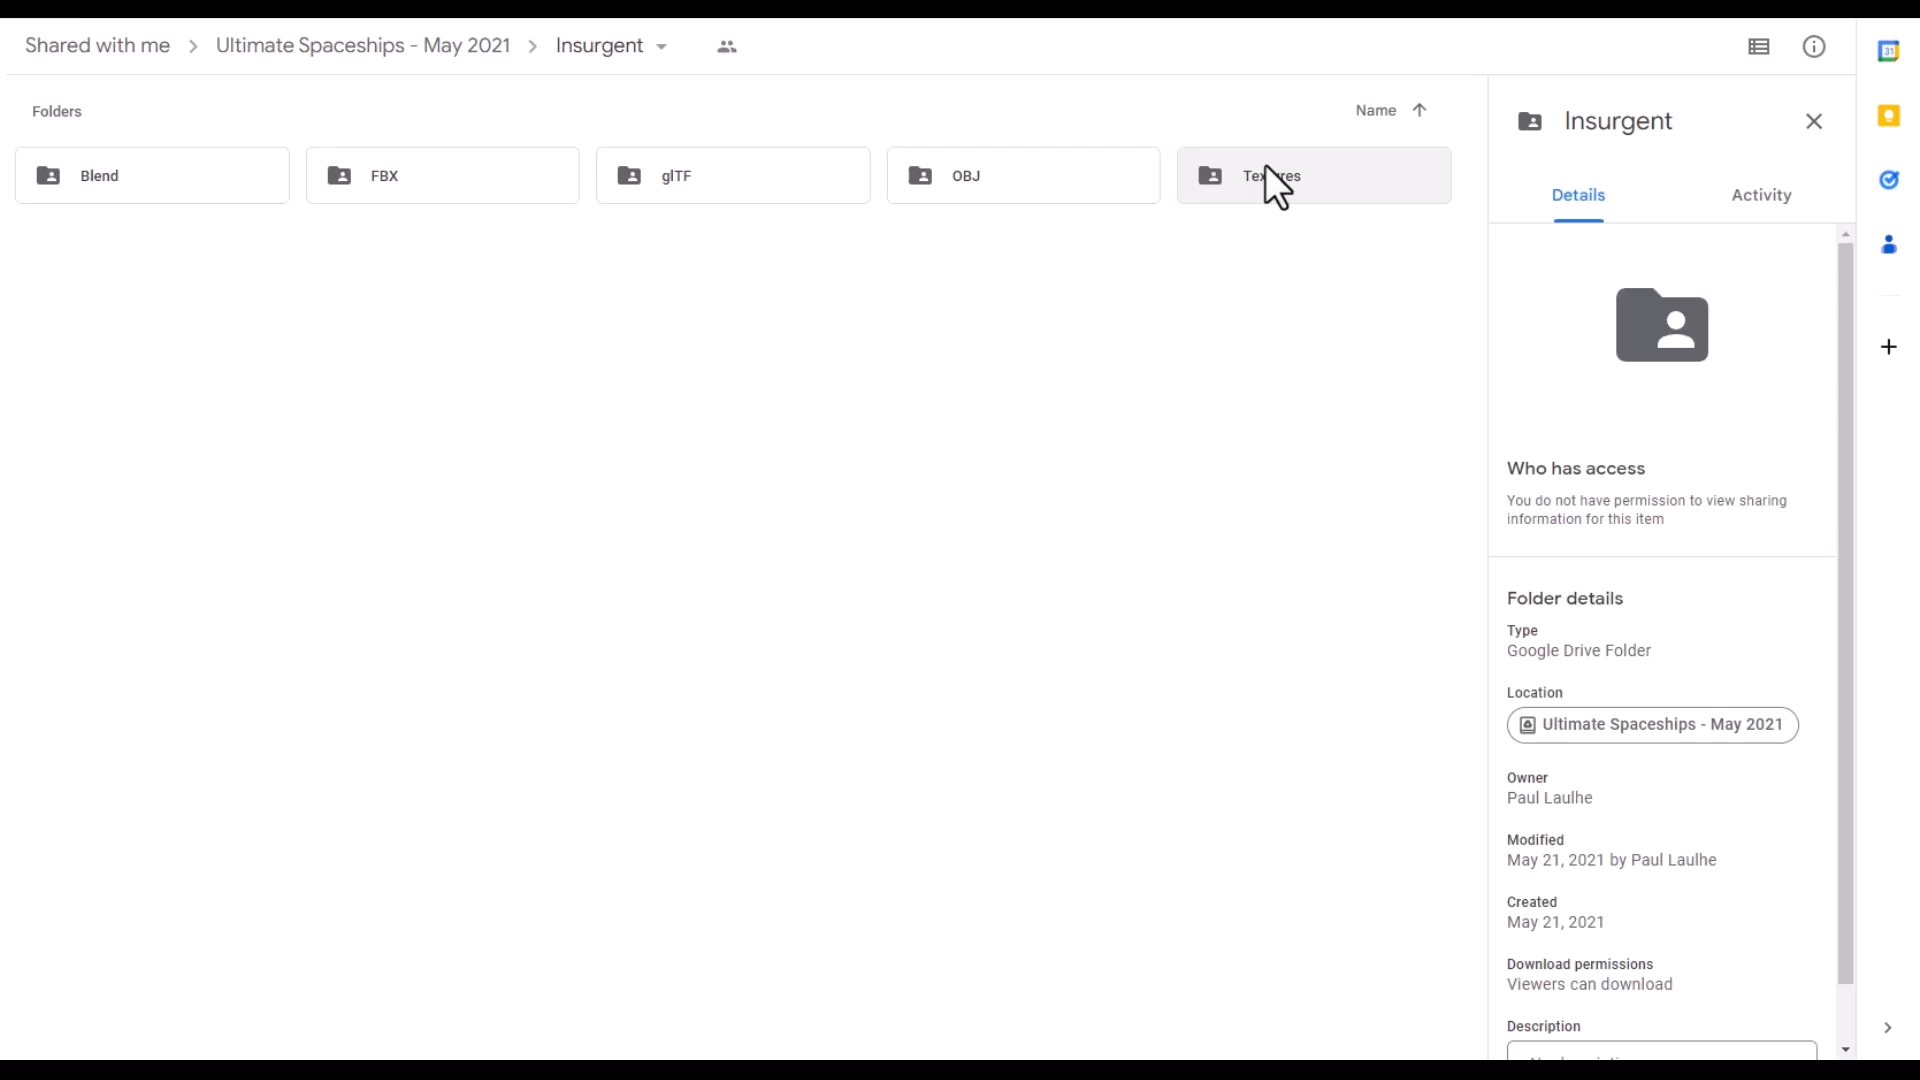 Shared with me > Ultimate Spaceships - May 2021 > Insurgent
Folders
Name
Blend
FBX
glTF
OBJ
Insurgent
Details
Activity
Who has access
You do not have permission to view sharing
information for this item
Folder details
Type
Google Drive Folder
Location
Ultimate Spaceships - May 2021
Owner
Paul Laulhe
Modified
May 21, 2021 by Paul Laulhe
Created
May 21, 2021
Download permissions
Viewers can download
Description
31